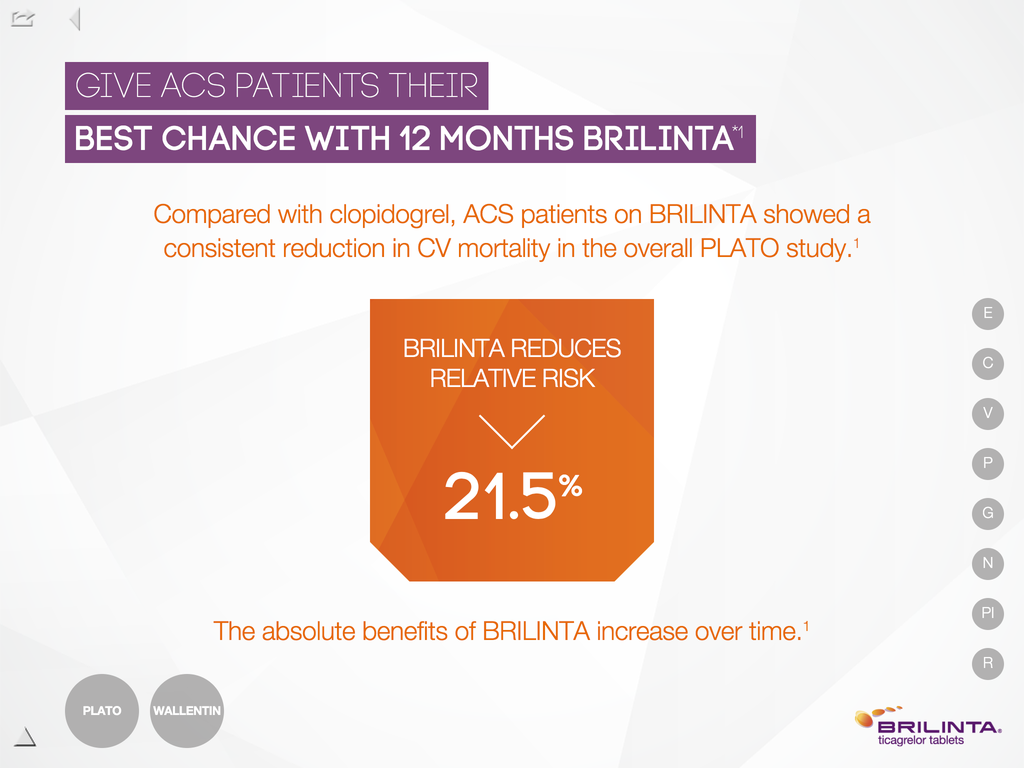 GIVE ACS PATIENTS THEIR
BEST CHANCE WITH 12 MONTHS BRILINTA*1
Compared with clopidogrel, ACS patients on BRILINTA showed a
consistent reduction in CV mortality in the overall PLATO study.1
BRILINTA REDUCES
RELATIVE RISK
21.5%
The absolute benefits of BRILINTA increase over time.1
E
C
V
P
G
N
PI
R
PLATO
WALLENTIN
BRILINTA®
ticagrelor tablets